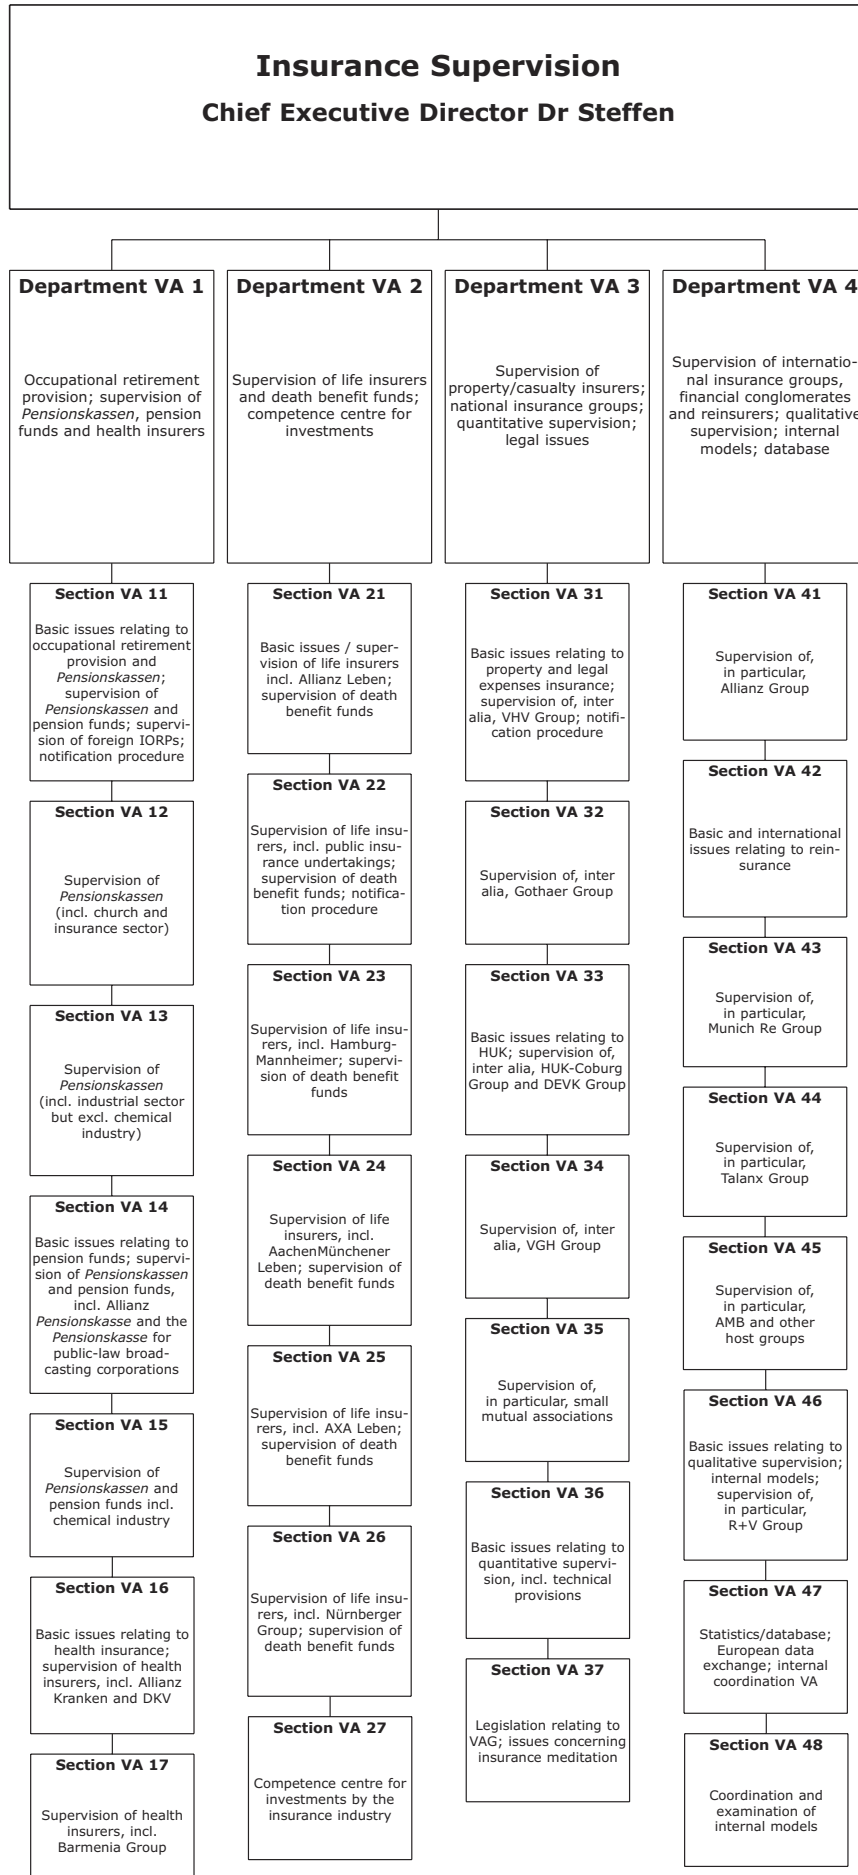 Insurance Supervision
Chief Executive Director Dr Steffen
Department VA 1
Occupational retirement
provision; supervision of
Pensionskassen, pension
funds and health insurers
Section VA 11
Basic issues relating to
occupational retirement
provision and
Pensionskassen;
supervision of
Pensionskassen and
pension funds; supervi-
sion of foreign IORPs;
notification procedure
Section VA 12
Supervision of
Pensionskassen
(incl. church and
insurance sector)
Section VA 13
Supervision of
Pensionskassen
(incl. industrial sector
but excl. chemical
industry)
Section VA 14
Basic issues relating to
pension funds; supervi-
sion of Pensionskassen
and pension funds,
incl. Allianz
Pensionskasse and the
Pensionskasse for
public-law broad-
casting corporations
Section VA 15
Supervision of
Pensionskassen and
pension funds incl.
chemical industry
Section VA 16
Basic issues relating to
health insurance;
supervision of health
insurers, incl. Allianz
Kranken and DKV
Section VA 17
Supervision of health
insurers, incl.
Barmenia Group
Department VA 2
Supervision of life insurers
and death benefit funds;
competence centre for
investments
Section VA 21
Basic issues / super-
vision of life insurers
incl. Allianz Leben;
supervision of death
benefit funds
Section VA 22
Supervision of life insu-
rers, incl. public insu-
rance undertakings;
supervision of death
benefit funds; notifica-
tion procedure
Section VA 23
Supervision of life insu-
rers, incl. Hamburg-
Mannheimer; supervi-
sion of death benefit
funds
Section VA 24
Supervision of life
insurers, incl.
AachenMünchener
Leben; supervision of
death benefit funds
Section VA 25
Supervision of life insu-
rers, incl. AXA Leben;
supervision of death
benefit funds
Section VA 26
Supervision of life insu-
rers, incl. Nürnberger
Group; supervision of
death benefit funds
Section VA 27
Competence centre for
investments by the
insurance industry
Department VA 3
Supervision of
property/casualty insurers;
national insurance groups;
quantitative supervision;
legal issues
Section VA 31
Basic issues relating to
property and legal
expenses insurance;
supervision of, inter
alia, VHV Group; notifi-
cation procedure
Section VA 32
Supervision of, inter
alia, Gothaer Group
Section VA 33
Basic issues relating to
HUK; supervision of,
inter alia, HUK-Coburg
Group and DEVK Group
Section VA 34
Supervision of, inter
alia, VGH Group
Section VA 35
Supervision of,
in particular, small
mutual associations
Section VA 36
Basic issues relating to
quantitative supervi-
sion, incl. technical
provisions
Section VA 37
Legislation relating to
VAG; issues concerning
insurance meditation
Department VA 4
Supervision of internatio-
nal insurance groups,
financial conglomerates
and reinsurers; qualitative
supervision; internal
models; database
Section VA 41
Supervision of,
in particular,
Allianz Group
Section VA 42
Basic and international
issues relating to rein-
surance
Section VA 43
Supervision of,
in particular,
Munich Re Group
Section VA 44
Supervision of,
in particular,
Talanx Group
Section VA 45
Supervision of,
in particular,
AMB and other
host groups
Section VA 46
Basic issues relating to
qualitative supervision;
internal models;
supervision of,
in particular,
R+V Group
Section VA 47
Statistics/database;
European data
exchange; internal
coordination VA
Section VA 48
Coordination and
examination of
internal models